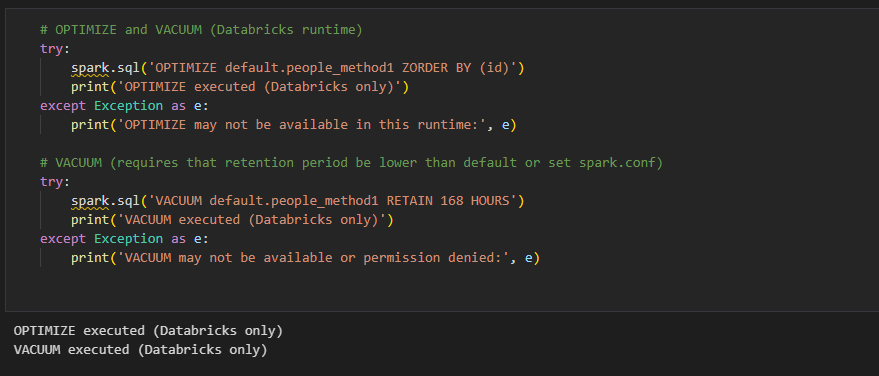 # OPTIMIZE and VACUUM (Databricks runtime)
try:
    spark.sql('OPTIMIZE default.people_method1 ZORDER BY (id)')
    print('OPTIMIZE executed (Databricks only)')
except Exception as e:
    print('OPTIMIZE may not be available in this runtime:', e)

# VACUUM (requires that retention period be lower than default or set spark.conf)
try:
    spark.sql('VACUUM default.people_method1 RETAIN 168 HOURS')
    print('VACUUM executed (Databricks only)')
except Exception as e:
    print('VACUUM may not be available or permission denied:', e)

OPTIMIZE executed (Databricks only)
VACUUM executed (Databricks only)